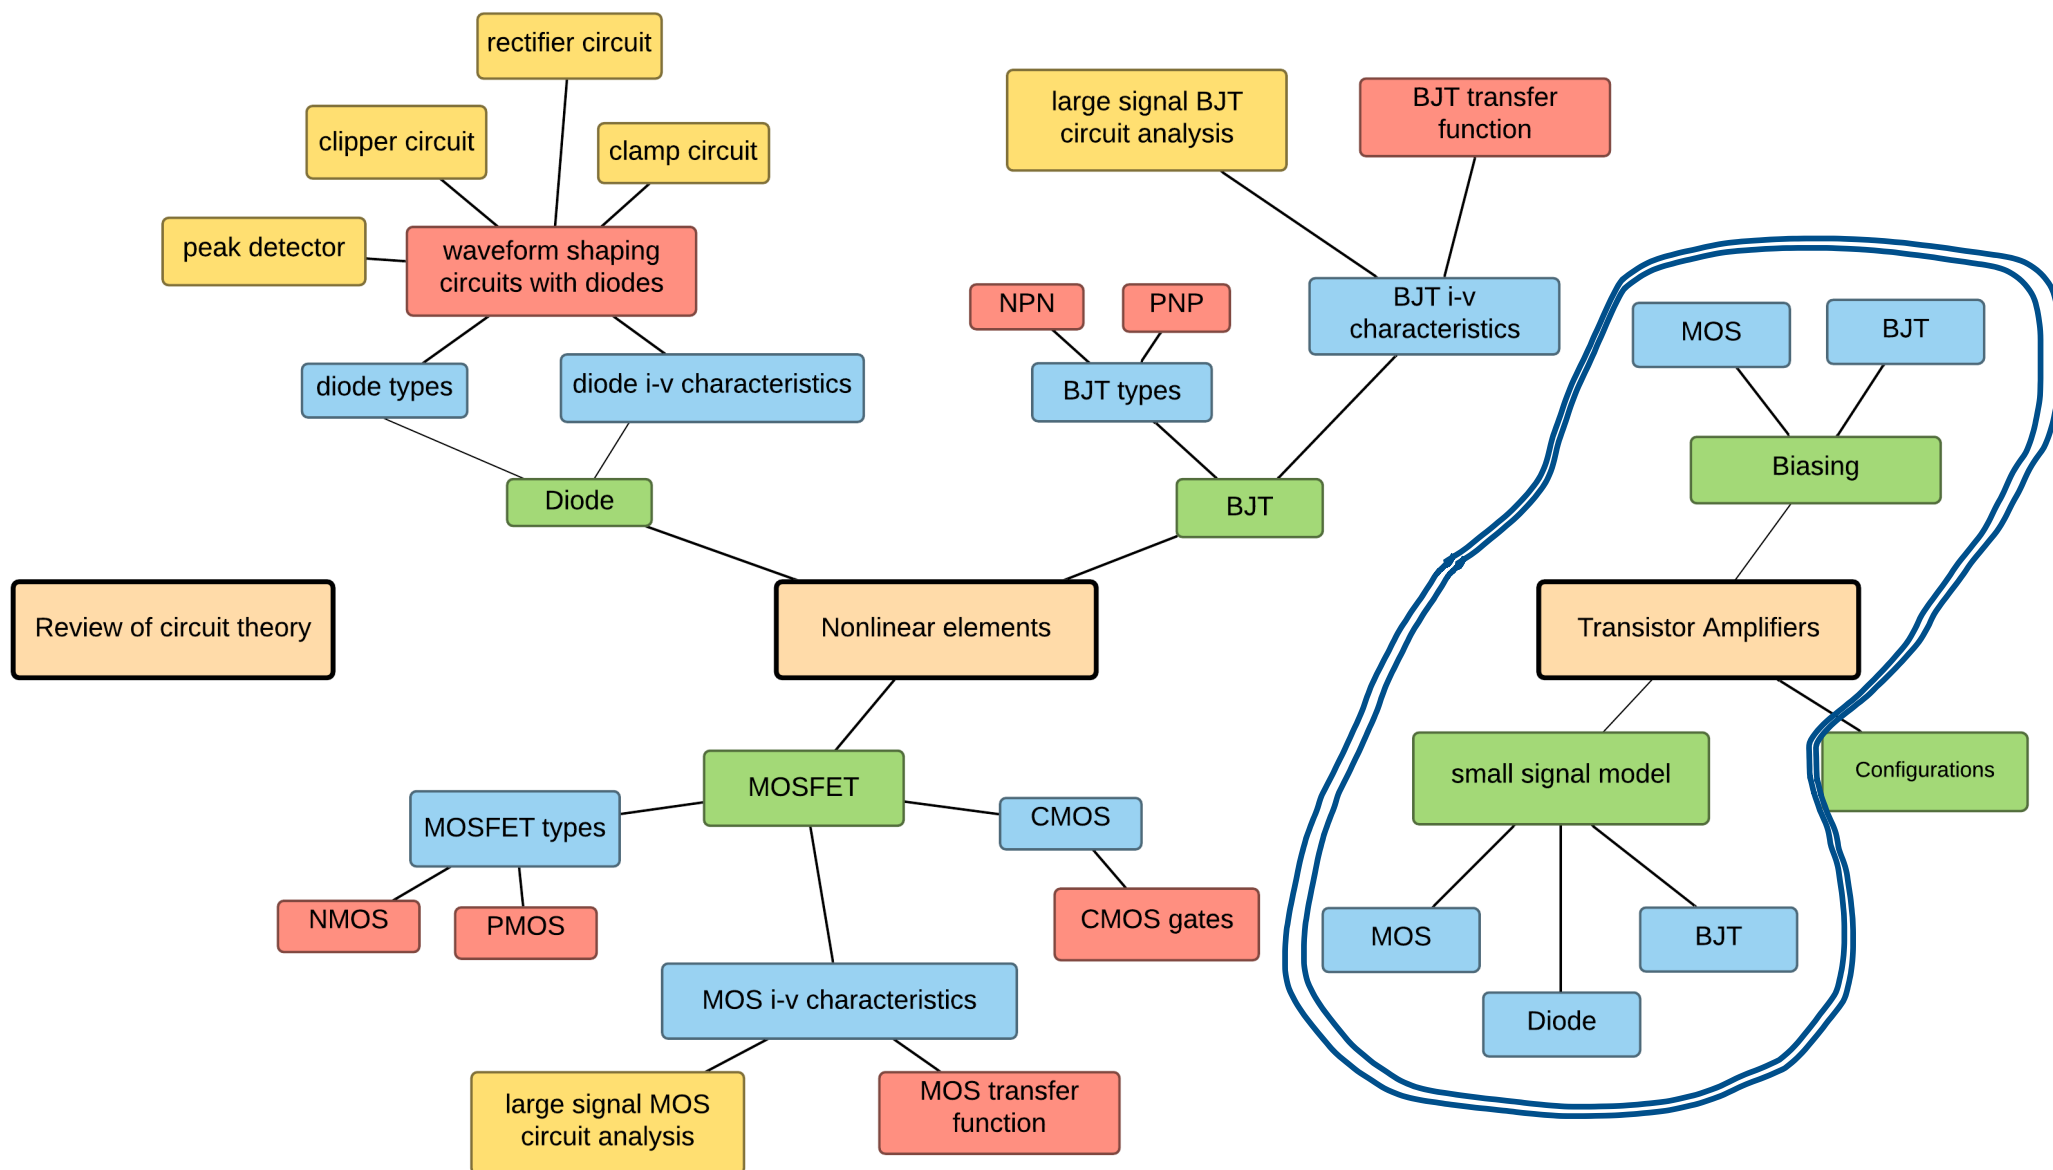 rectifier circuit
clipper circuit
clamp circuit
peak detector
waveform shaping
circuits with diodes
diode types
diode i-v characteristics
Diode
large signal BJT
circuit analysis
BJT transfer
function
NPN
PNP
BJT i-v
characteristics
BJT types
BJT
MOS
BJT
Biasing
Review of circuit theory
Nonlinear elements
Transistor Amplifiers
MOSFET
MOSFET types
CMOS
NMOS
PMOS
CMOS gates
MOS i-v characteristics
large signal MOS
circuit analysis
MOS transfer
function
small signal model
Configurations
MOS
BJT
Diode